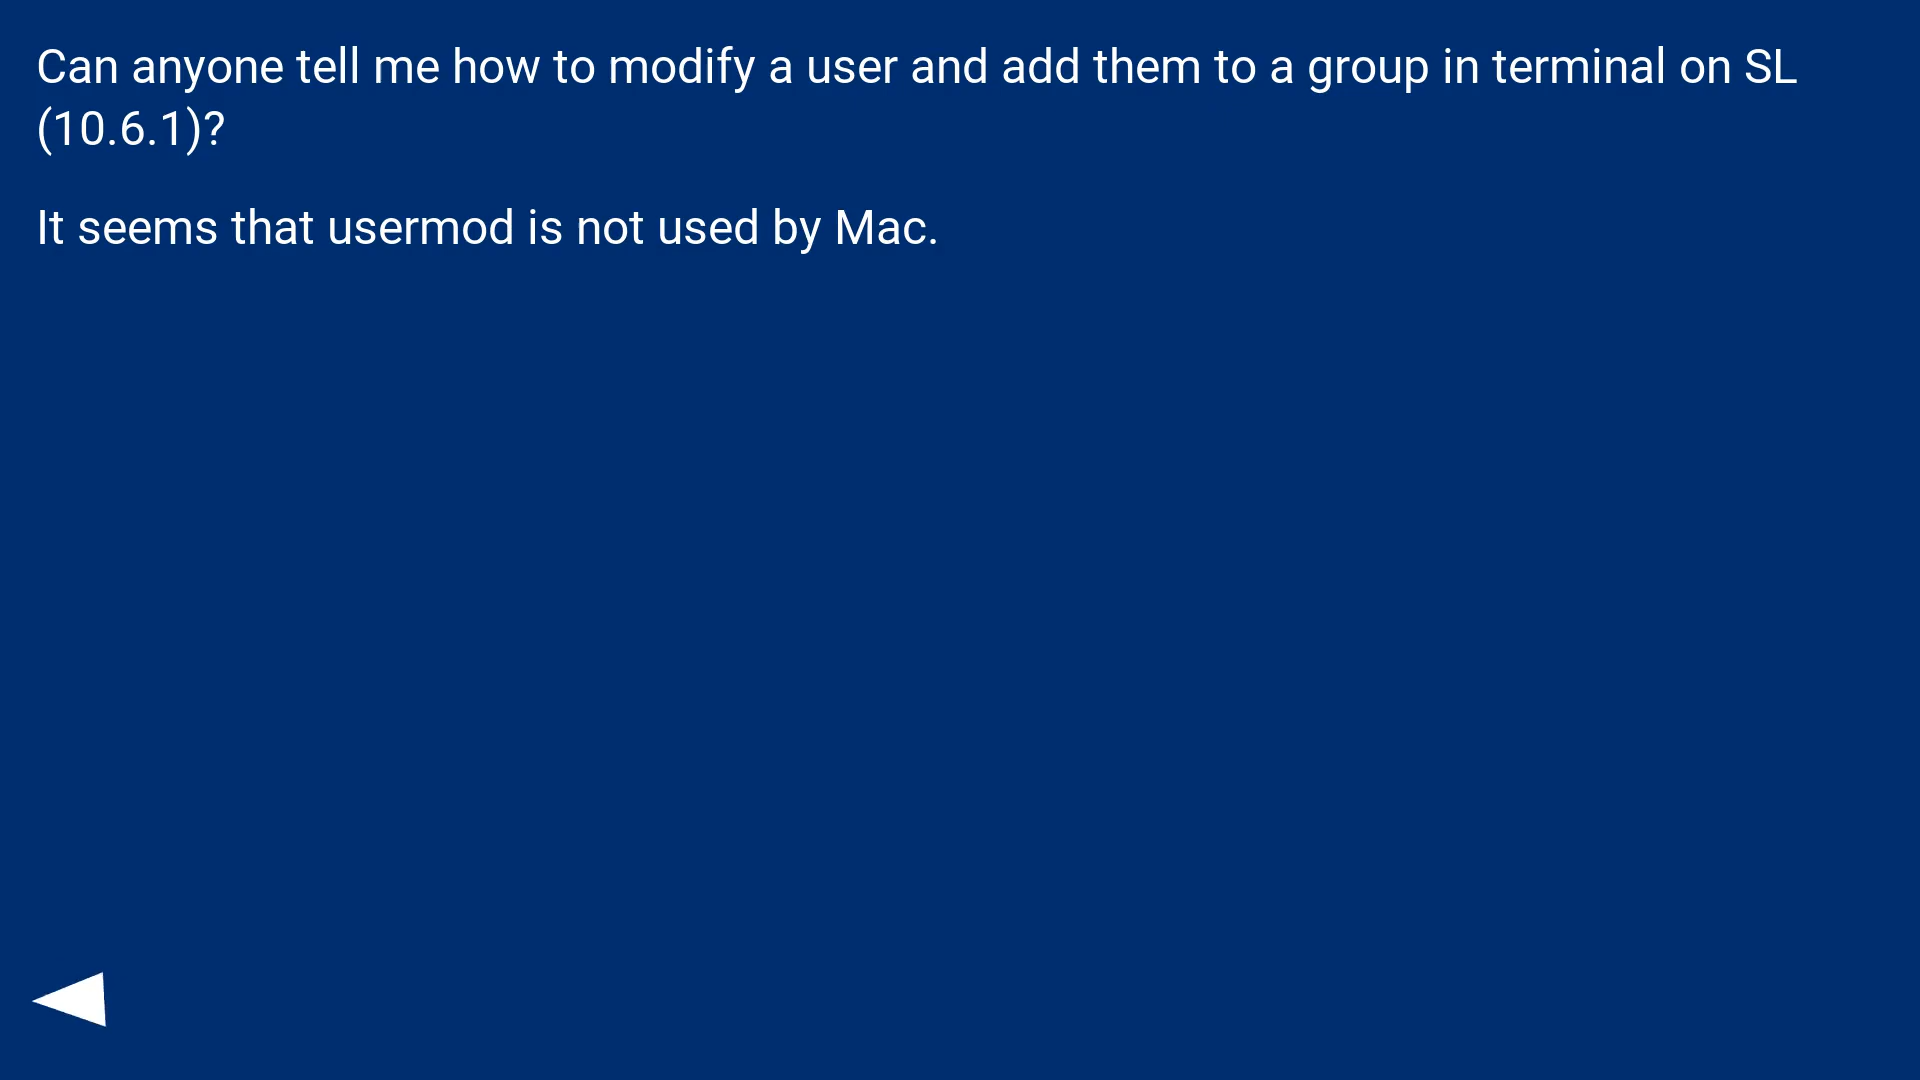 Can anyone tell me how to modify a user and add them to a group in terminal on SL
(10.6.1)?
It seems that usermod is not used by Mac.